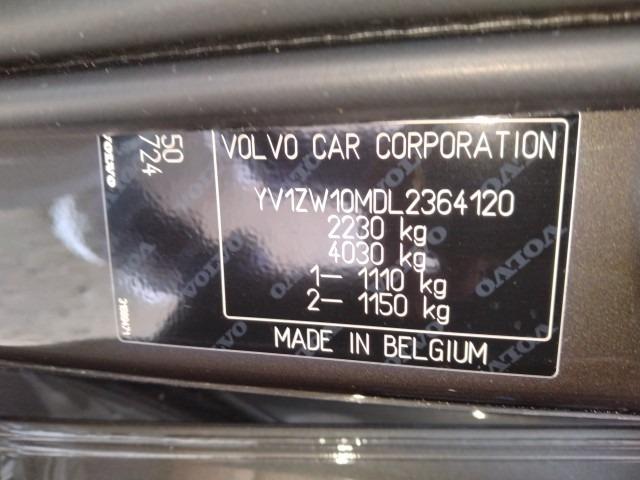 VOLVO CAR CORPORATION
YV1ZW10MDL2364120
2230 kg
4030 kg
1– 1110 kg
2– 1150 kg
MADE IN BELGIUM
50
724
VOLVO